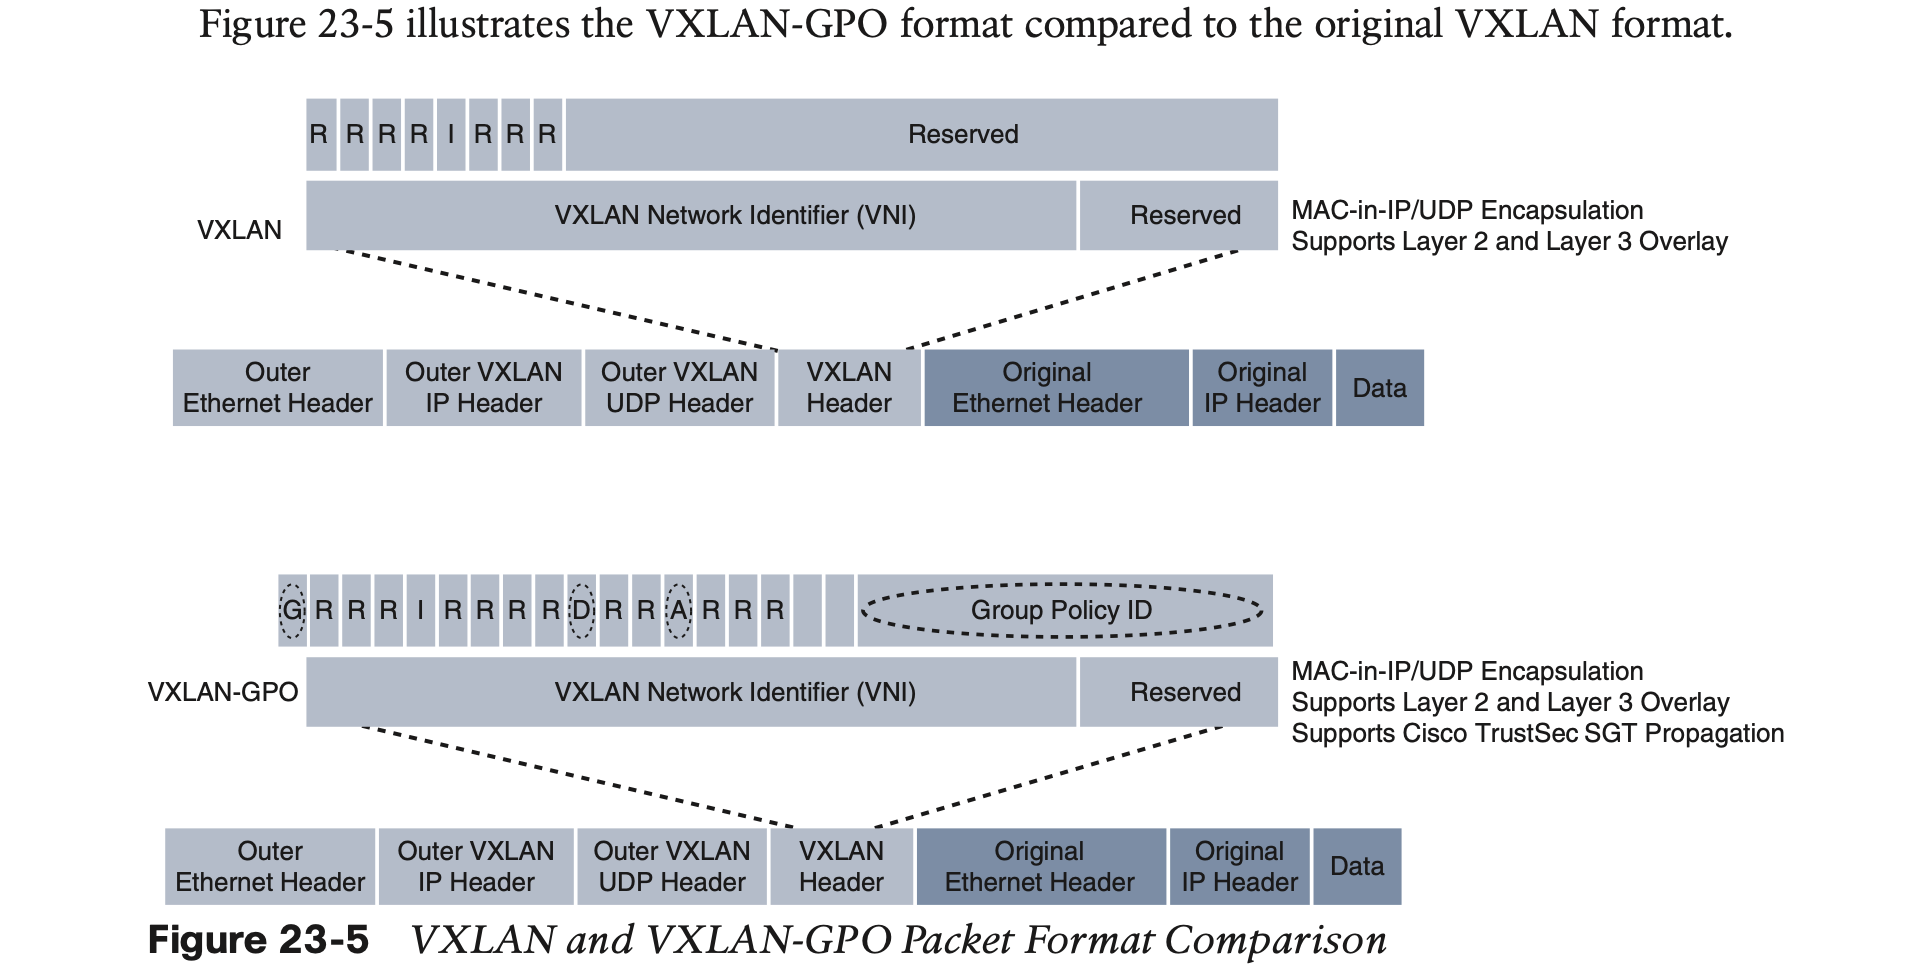 Figure 23-5 illustrates the VXLAN-GPO format compared to the original VXLAN format.
R R R R I R R R Reserved
VXLAN
VXLAN Network Identifier (VNI) Reserved
MAC-in-IP/UDP Encapsulation
Supports Layer 2 and Layer 3 Overlay
Outer
Ethernet Header
Outer VXLAN
IP Header
Outer VXLAN
UDP Header
VXLAN
Header
Original
Ethernet Header
Original
IP Header
Data
G R R R I R R R R D R R A R R R Group Policy ID
VXLAN-GPO
VXLAN Network Identifier (VNI) Reserved
MAC-in-IP/UDP Encapsulation
Supports Layer 2 and Layer 3 Overlay
Supports Cisco TrustSec SGT Propagation
Outer
Ethernet Header
Outer VXLAN
IP Header
Outer VXLAN
UDP Header
VXLAN
Header
Original
Ethernet Header
Original
IP Header
Data
Figure 23-5 VXLAN and VXLAN-GPO Packet Format Comparison